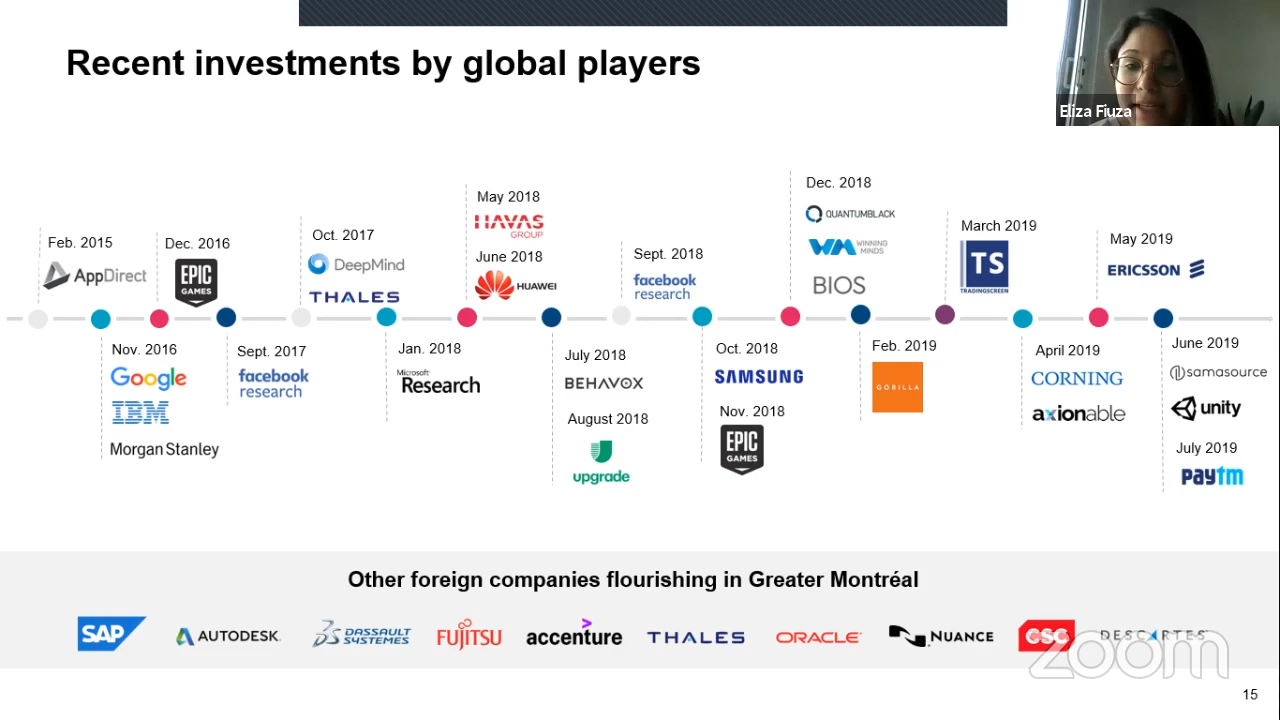 Recent investments by global players
Eliza Fiuza
Feb. 2015
AppDirect
Dec. 2016
EPIC
GAMES
Oct. 2017
DeepMind
THALES
May 2018
HAVAS
GROUP
June 2018
HUAWEI
Sept. 2018
facebook
research
Dec. 2018
QUANTUMBLACK
WM WINNING
MINDS
BIOS
March 2019
TS
TRADINGSCREEN
May 2019
ERICSSON
Nov. 2016
Google
IBM
Morgan Stanley
Sept. 2017
facebook
research
Jan. 2018
Microsoft
Research
July 2018
BEHAVOX
August 2018
upgrade
Oct. 2018
SAMSUNG
Nov. 2018
EPIC
GAMES
Feb. 2019
GORILLA
April 2019
CORNING
axionable
June 2019
samasource
unity
July 2019
paytm
Other foreign companies flourishing in Greater Montréal
SAP AUTODESK. DASSAULT FUJITSU accenture THALES ORACLE NUANCE CSC DESCARTES
SYSTEMES
zoom
15